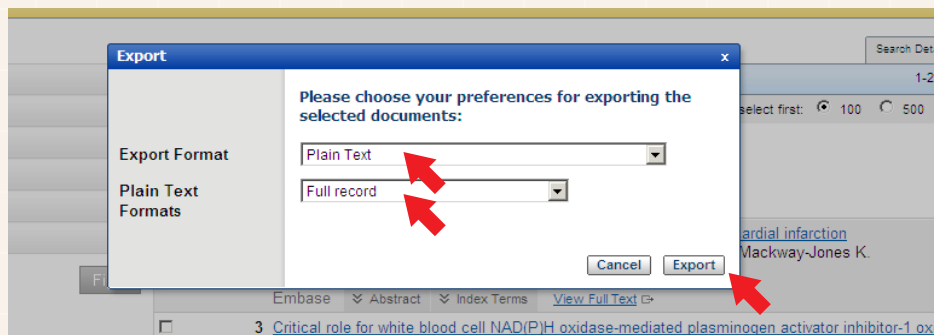 Search Det
Export x
1-2
Please choose your preferences for exporting the
selected documents:
select first: 100 500
Export Format Plain Text
Plain Text
Formats Full record
ardial infarction
Mackway-Jones K.
Cancel Export
Fi
Embase Abstract Index Terms View Full Text
3 Critical role for white blood cell NAD(P)H oxidase-mediated plasminogen activator inhibitor-1 ox